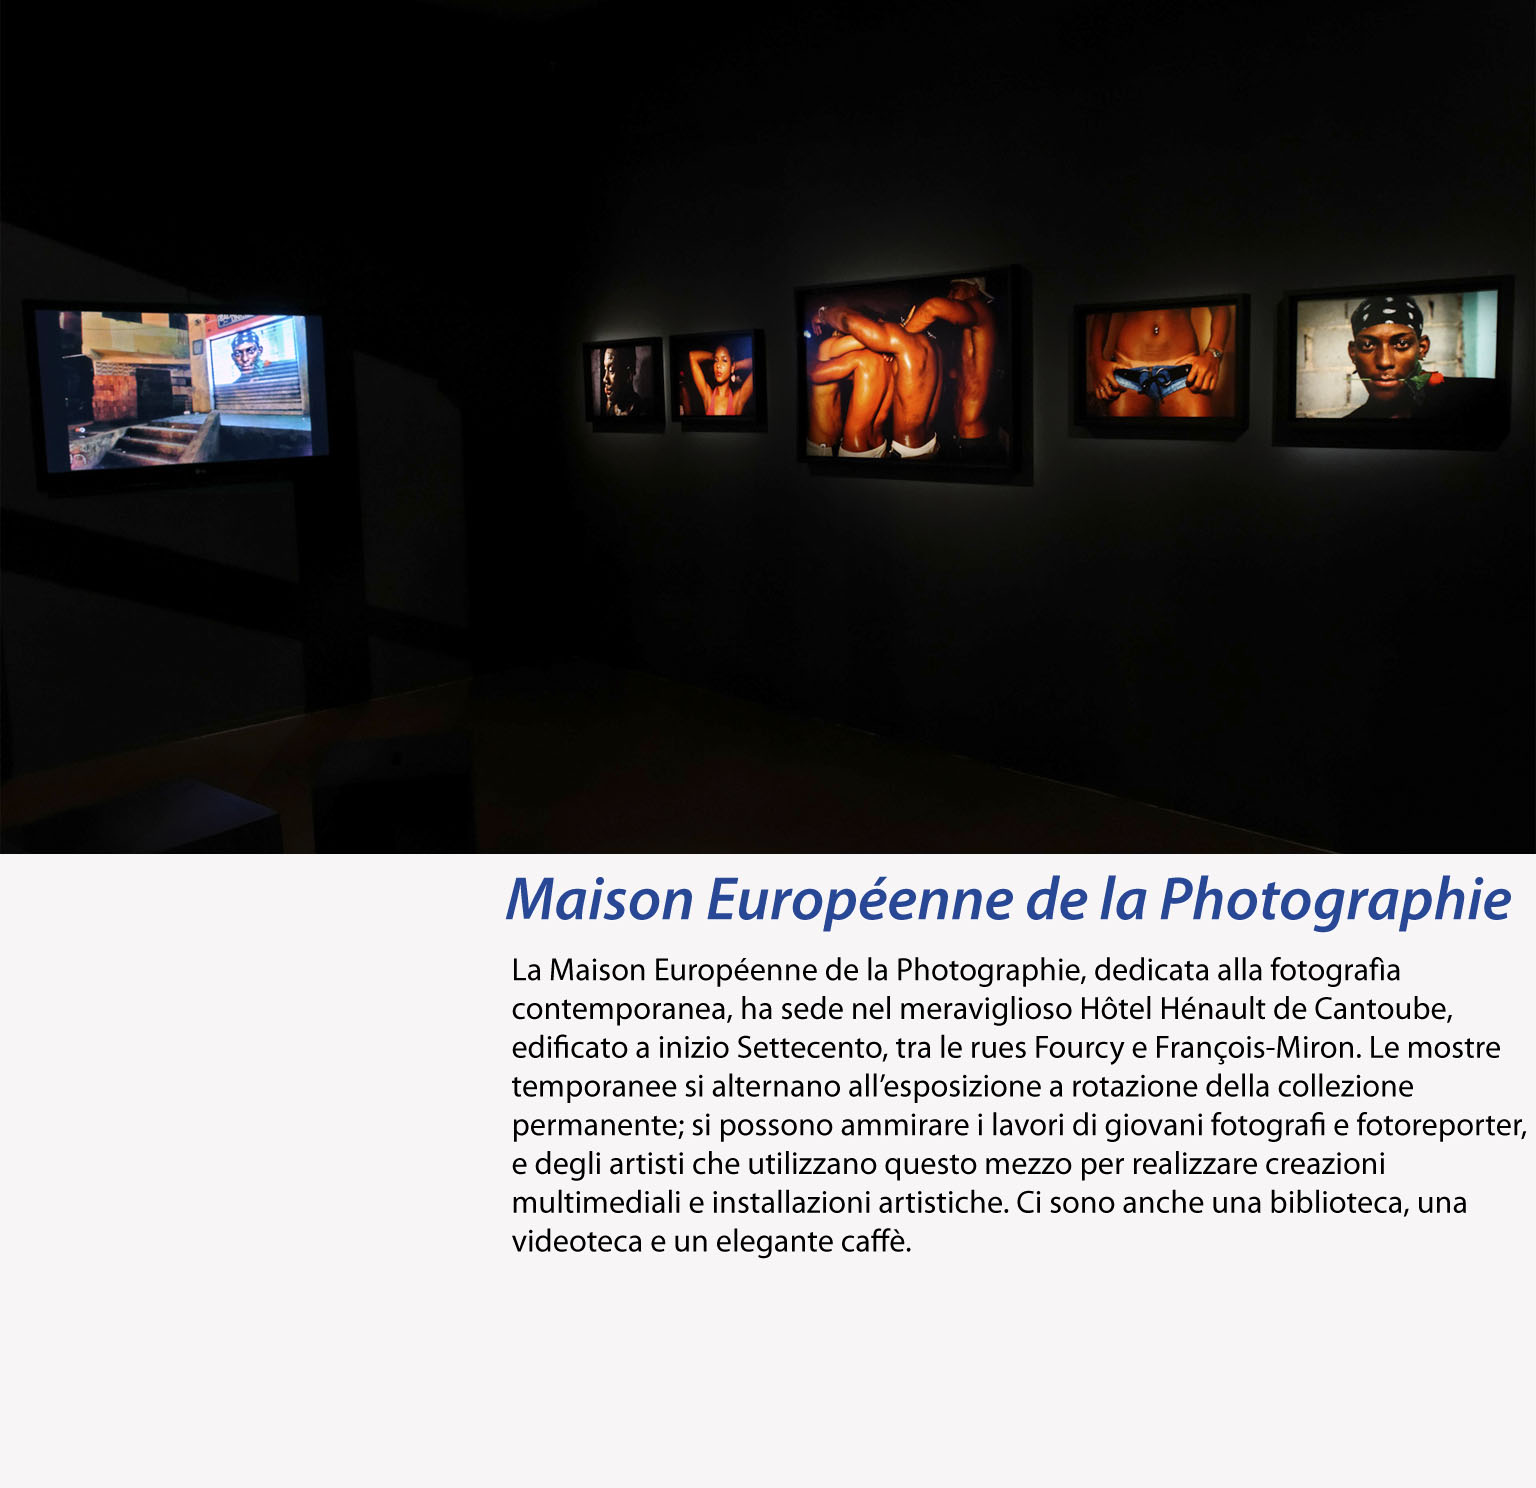 Maison Européenne de la Photographie
La Maison Européenne de la Photographie, dedicata alla fotografia
contemporanea, ha sede nel meraviglioso Hôtel Hénault de Cantoube,
edificato a inizio Settecento, tra le rues Fourcy e François-Miron. Le mostre
temporanee si alternano all’esposizione a rotazione della collezione
permanente; si possono ammirare i lavori di giovani fotografi e fotoreporter,
e degli artisti che utilizzano questo mezzo per realizzare creazioni
multimediali e installazioni artistiche. Ci sono anche una biblioteca, una
videoteca e un elegante caffè.